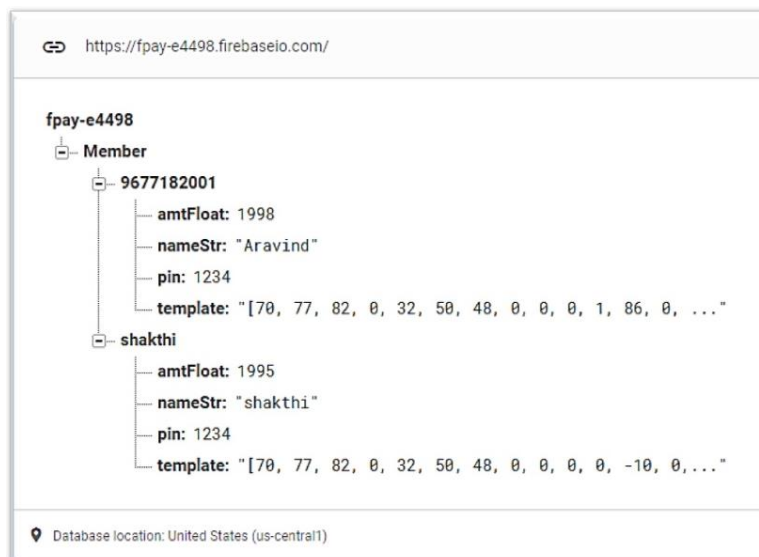 https://fpay-e4498.firebaseio.com/
fpay-e4498
Member
9677182001
amtFloat: 1998
nameStr: "Aravind"
pin: 1234
template: "[70, 77, 82, 0, 32, 50, 48, 0, 0, 0, 1, 86, 0, ..."
shakthi
amtFloat: 1995
nameStr: "shakthi"
pin: 1234
template: "[70, 77, 82, 0, 32, 50, 48, 0, 0, 0, 0, -10, 0,..."
Database location: United States (us-central1)